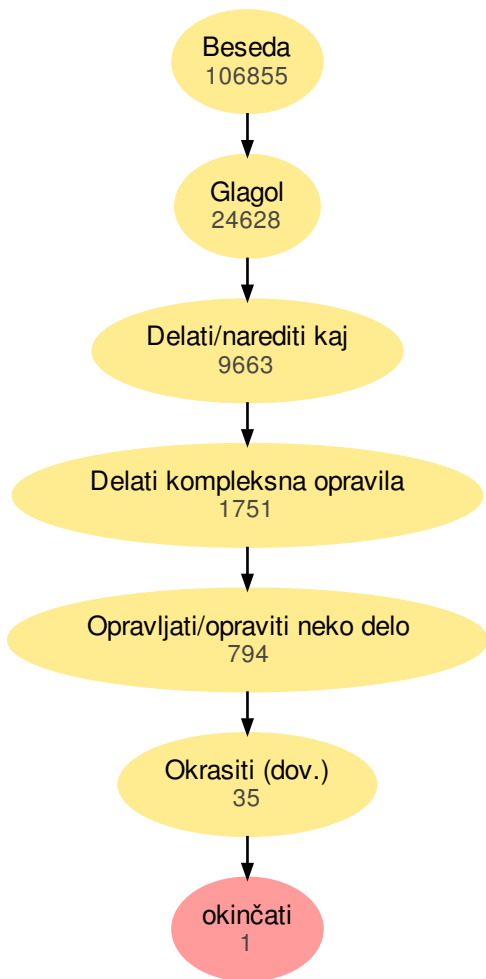 Beseda
106855
Glagol
24628
Delati/narediti kaj
9663
Delati kompleksna opravila
1751
Opravljati/opraviti neko delo
794
Okrasiti (dov.)
35
okinčati
1